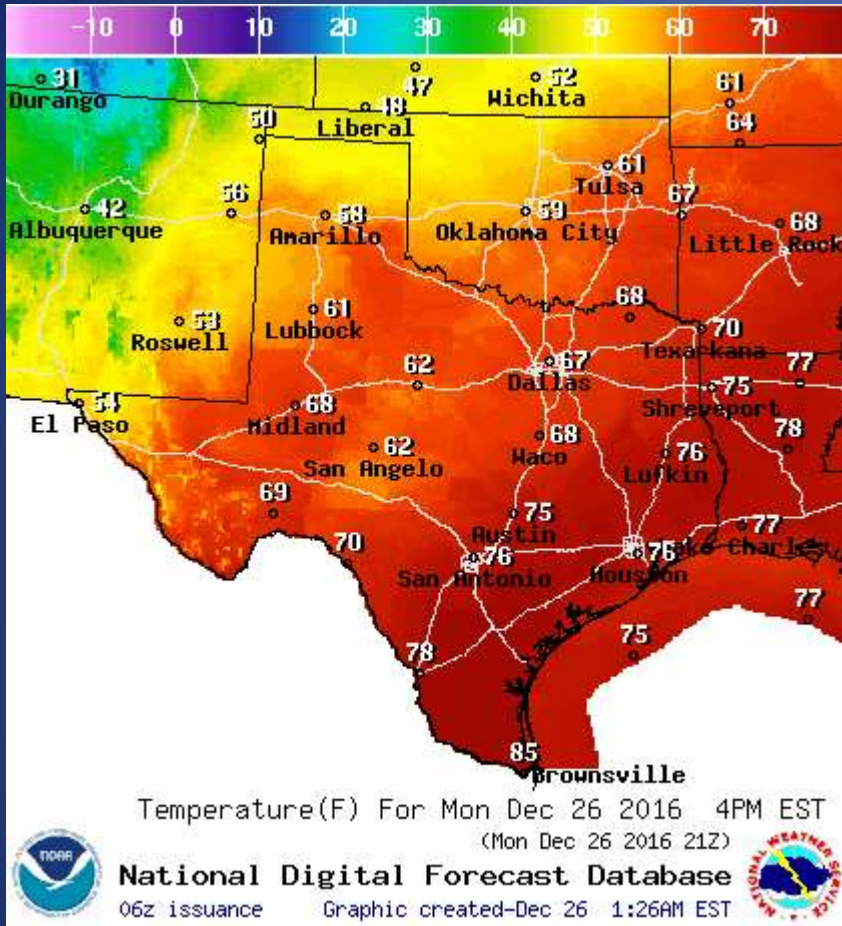 -10 0 10 20 30 40 50 60 70
31 47 52 61
Durango Wichita
48
Liberal
50 64
61
Tulsa
42 56 58 59 67 68
Albuquerque Amarillo Oklahoma City Little Rock
53 61 68 70
Roswell Lubbock Texarkana
62 67 77
Dallas
54 68 75
El Paso Midland Shreveport
62 68 76 78
San Angelo Waco Lufkin
69 75 77
Austin
70 76 76 Lake Charles
San Antonio Houston
77
78 75
85
Brownsville
Temperature(F) For Mon Dec 26 2016 4PM EST
(Mon Dec 26 2016 21Z)
National Digital Forecast Database
06z issuance Graphic created-Dec 26 1:26AM EST
NOAA
NATIONAL WEATHER SERVICE